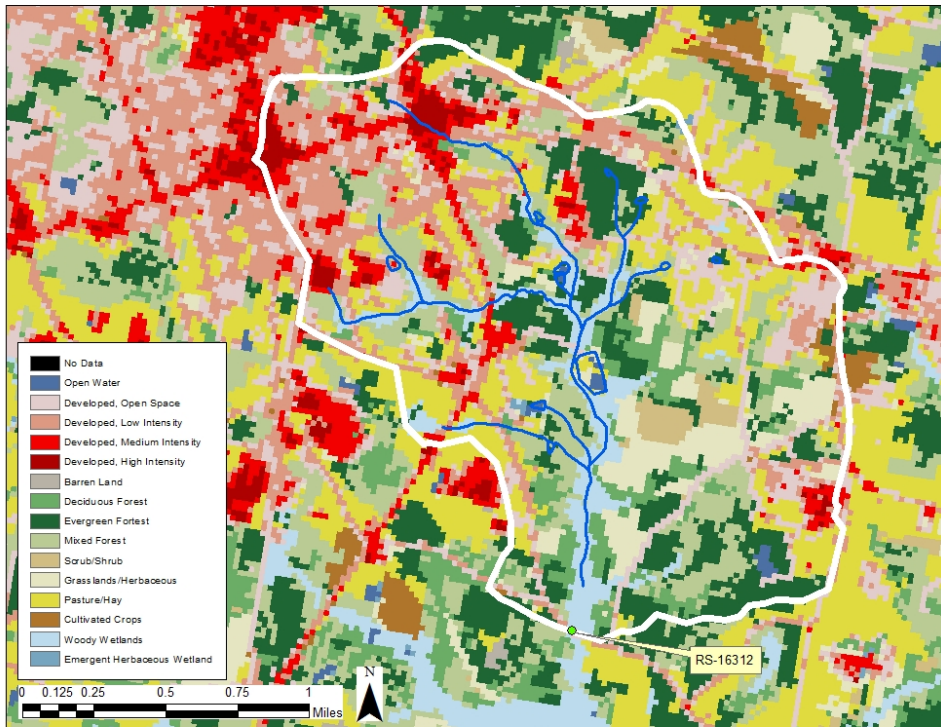 No Data
Open Water
Developed, Open Space
Developed, Low Intensity
Developed, Medium Intensity
Developed, High Intensity
Barren Land
Deciduous Forest
Evergreen Fortest
Mixed Forest
Scrub/Shrub
Grasslands/Herbaceous
Pasture/Hay
Cultivated Crops
Woody Wetlands
Emergent Herbaceous Wetland
RS-16312
N
0 0.125 0.25 0.5 0.75 1
Miles